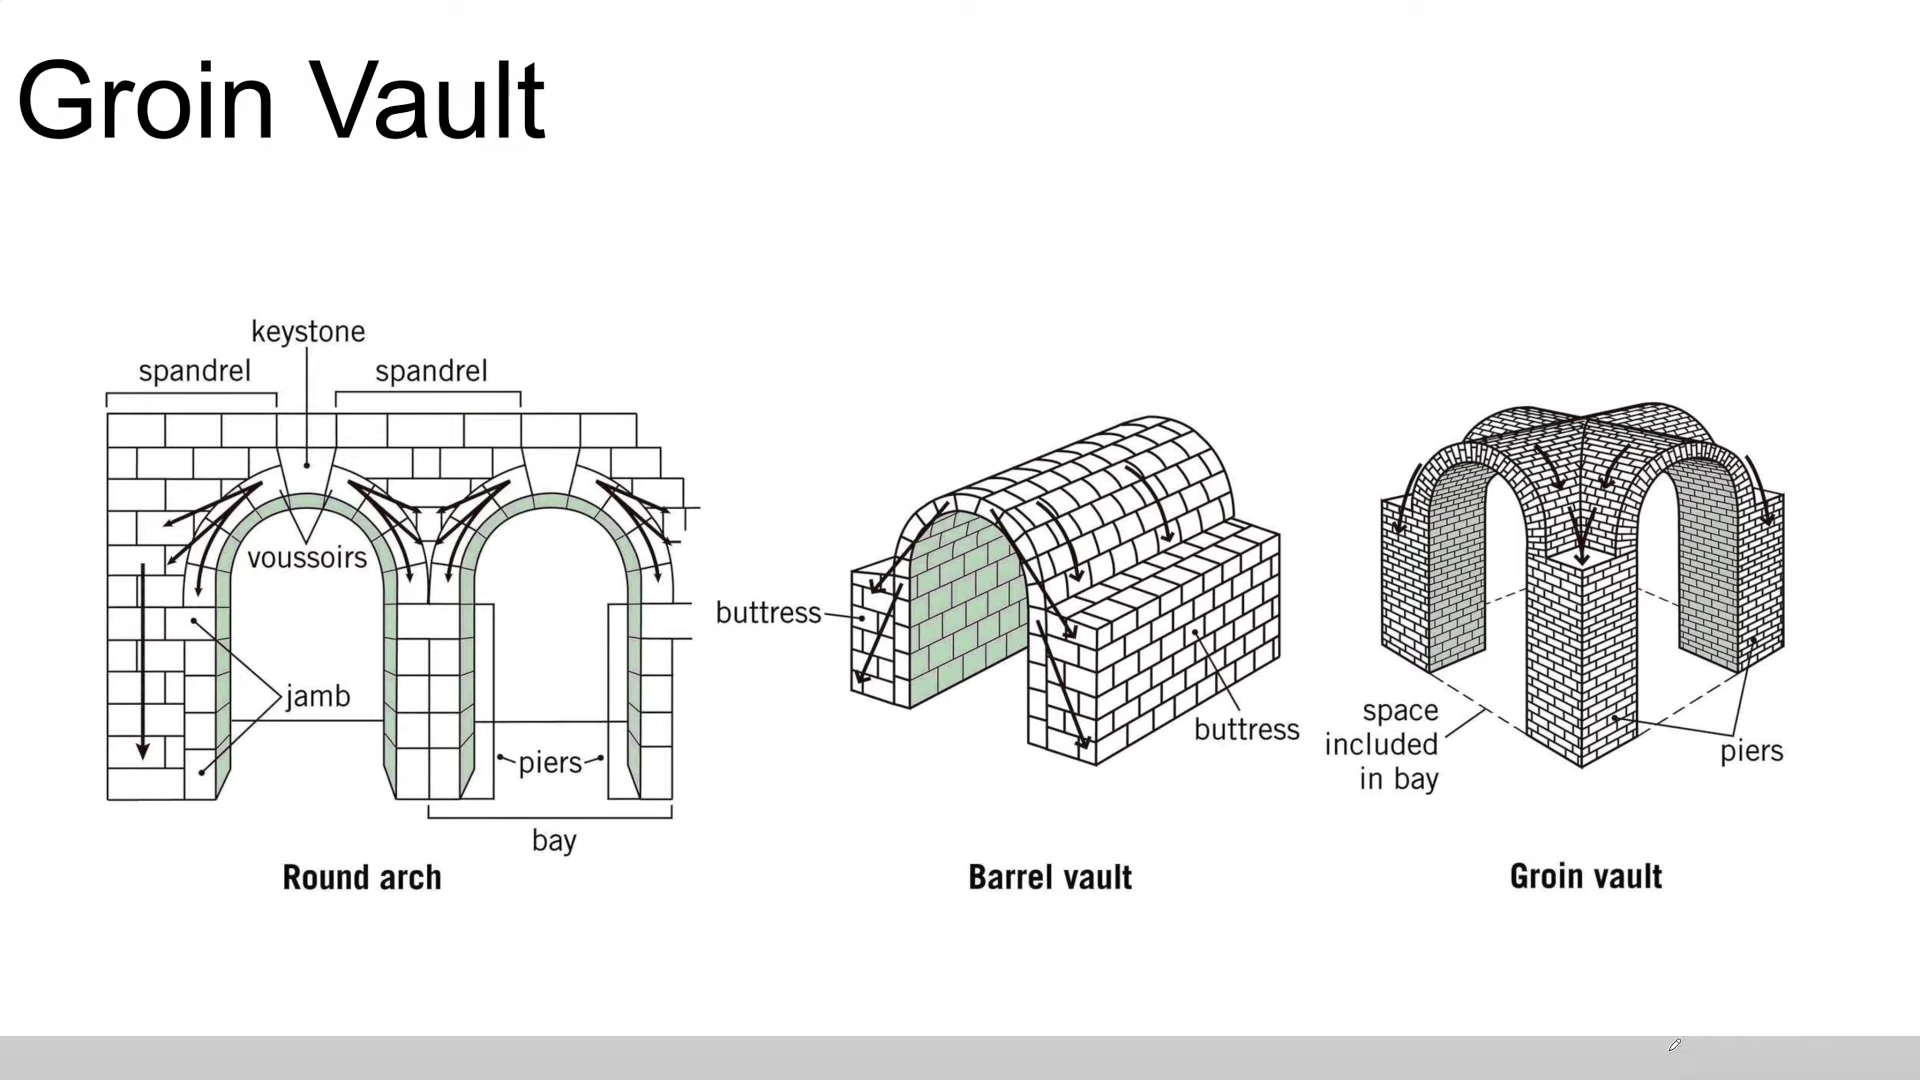 Groin Vault
keystone
spandrel
spandrel
voussoirs
jamb
piers
bay
Round arch
buttress
buttress
Barrel vault
space
included
in bay
piers
Groin vault